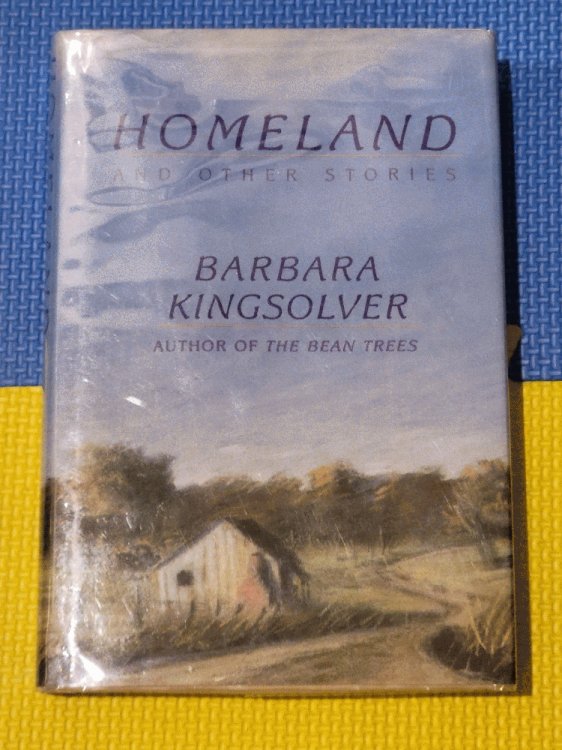 HOMELAND
AND OTHER STORIES
BARBARA
KINGSOLVER
AUTHOR OF THE BEAN TREES